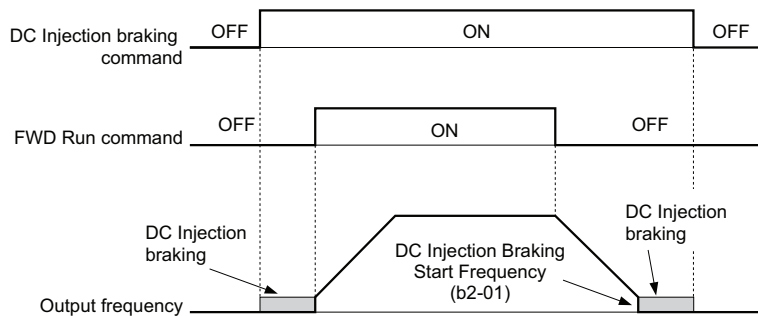 DC Injection braking
command
OFF
ON
OFF
FWD Run command
OFF
ON
OFF
DC Injection
braking
DC Injection Braking
Start Frequency
(b2-01)
DC Injection
braking
Output frequency